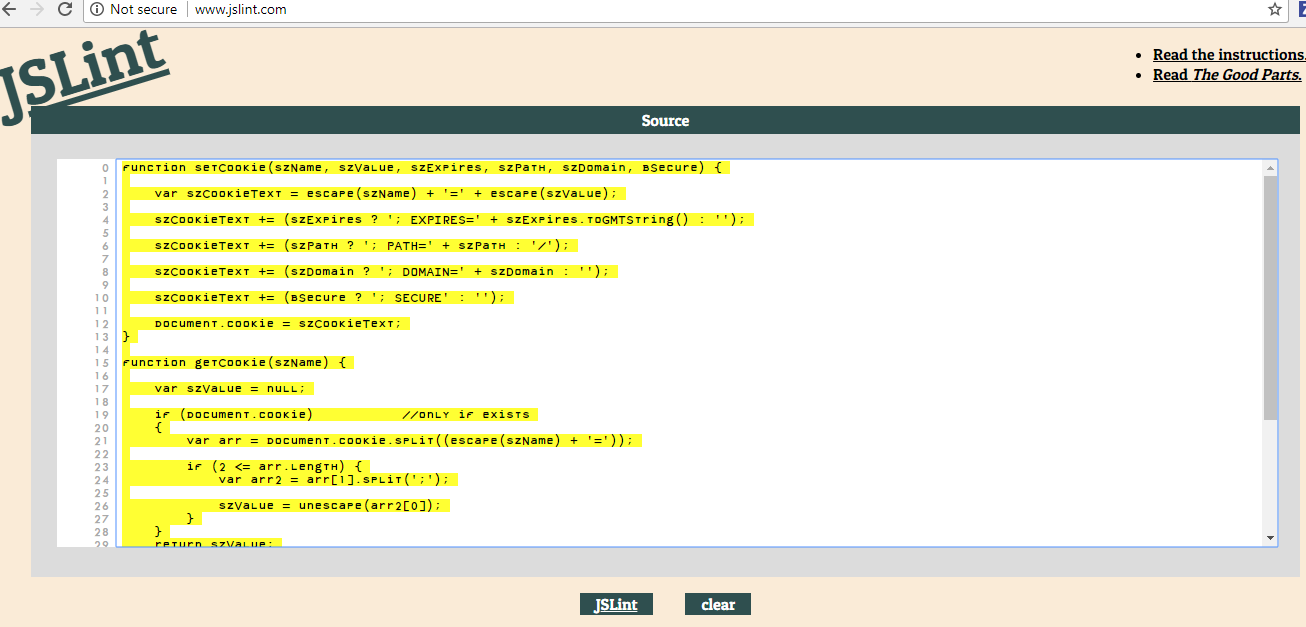 Not secure | www.jslint.com
JSLint
• Read the instructions.
• Read The Good Parts.
Source
0 function setCookie(szName, szValue, szExpires, szPath, szDomain, bSecure) {
1
2 var szCookieText = escape(szName) + '=' + escape(szValue);
3
4 szCookieText += (szExpires ? '; EXPIRES=' + szExpires.toGMTString() : '');
5
6 szCookieText += (szPath ? '; PATH=' + szPath : '/');
7
8 szCookieText += (szDomain ? '; DOMAIN=' + szDomain : '');
9
10 szCookieText += (bSecure ? '; SECURE' : '');
11
12 document.cookie = szCookieText;
13 }
14
15 function getCookie(szName) {
16
17 var szValue = null;
18
19 if (document.cookie) //only if exists
20 {
21 var arr = document.cookie.split((escape(szName) + '='));
22
23 if (2 <= arr.length) {
24 var arr2 = arr[1].split(';');
25
26 szValue = unescape(arr2[0]);
27 }
28 }
29 return szValue;
JSLint clear